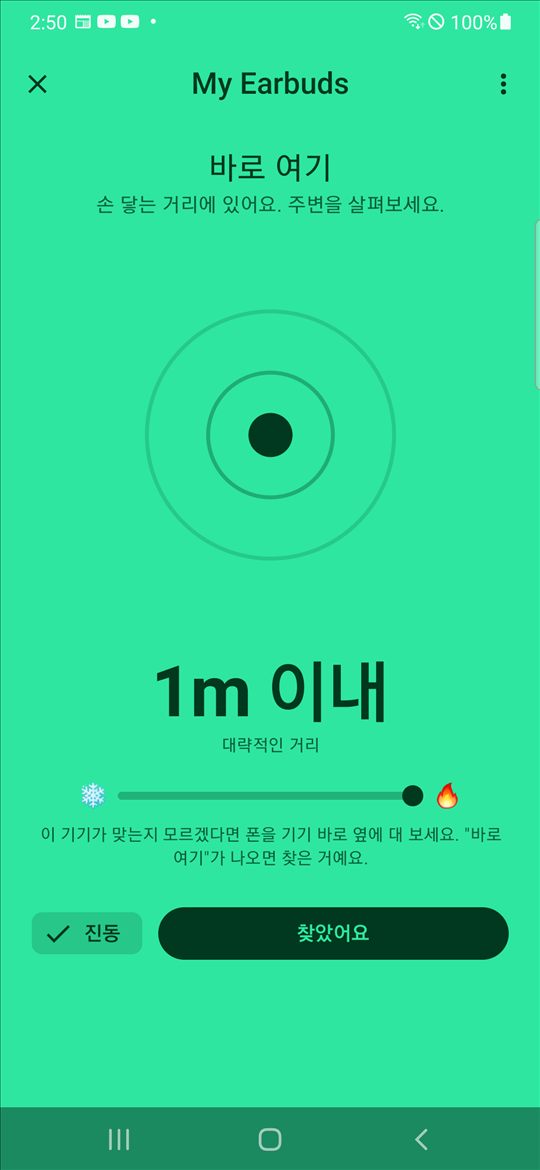 2:50
100%
My Earbuds
바로 여기
손 닿는 거리에 있어요. 주변을 살펴보세요.
1m 이내
대략적인 거리
이 기기가 맞는지 모르겠다면 폰을 기기 바로 옆에 대 보세요. "바로
여기"가 나오면 찾은 거예요.
진동
찾았어요